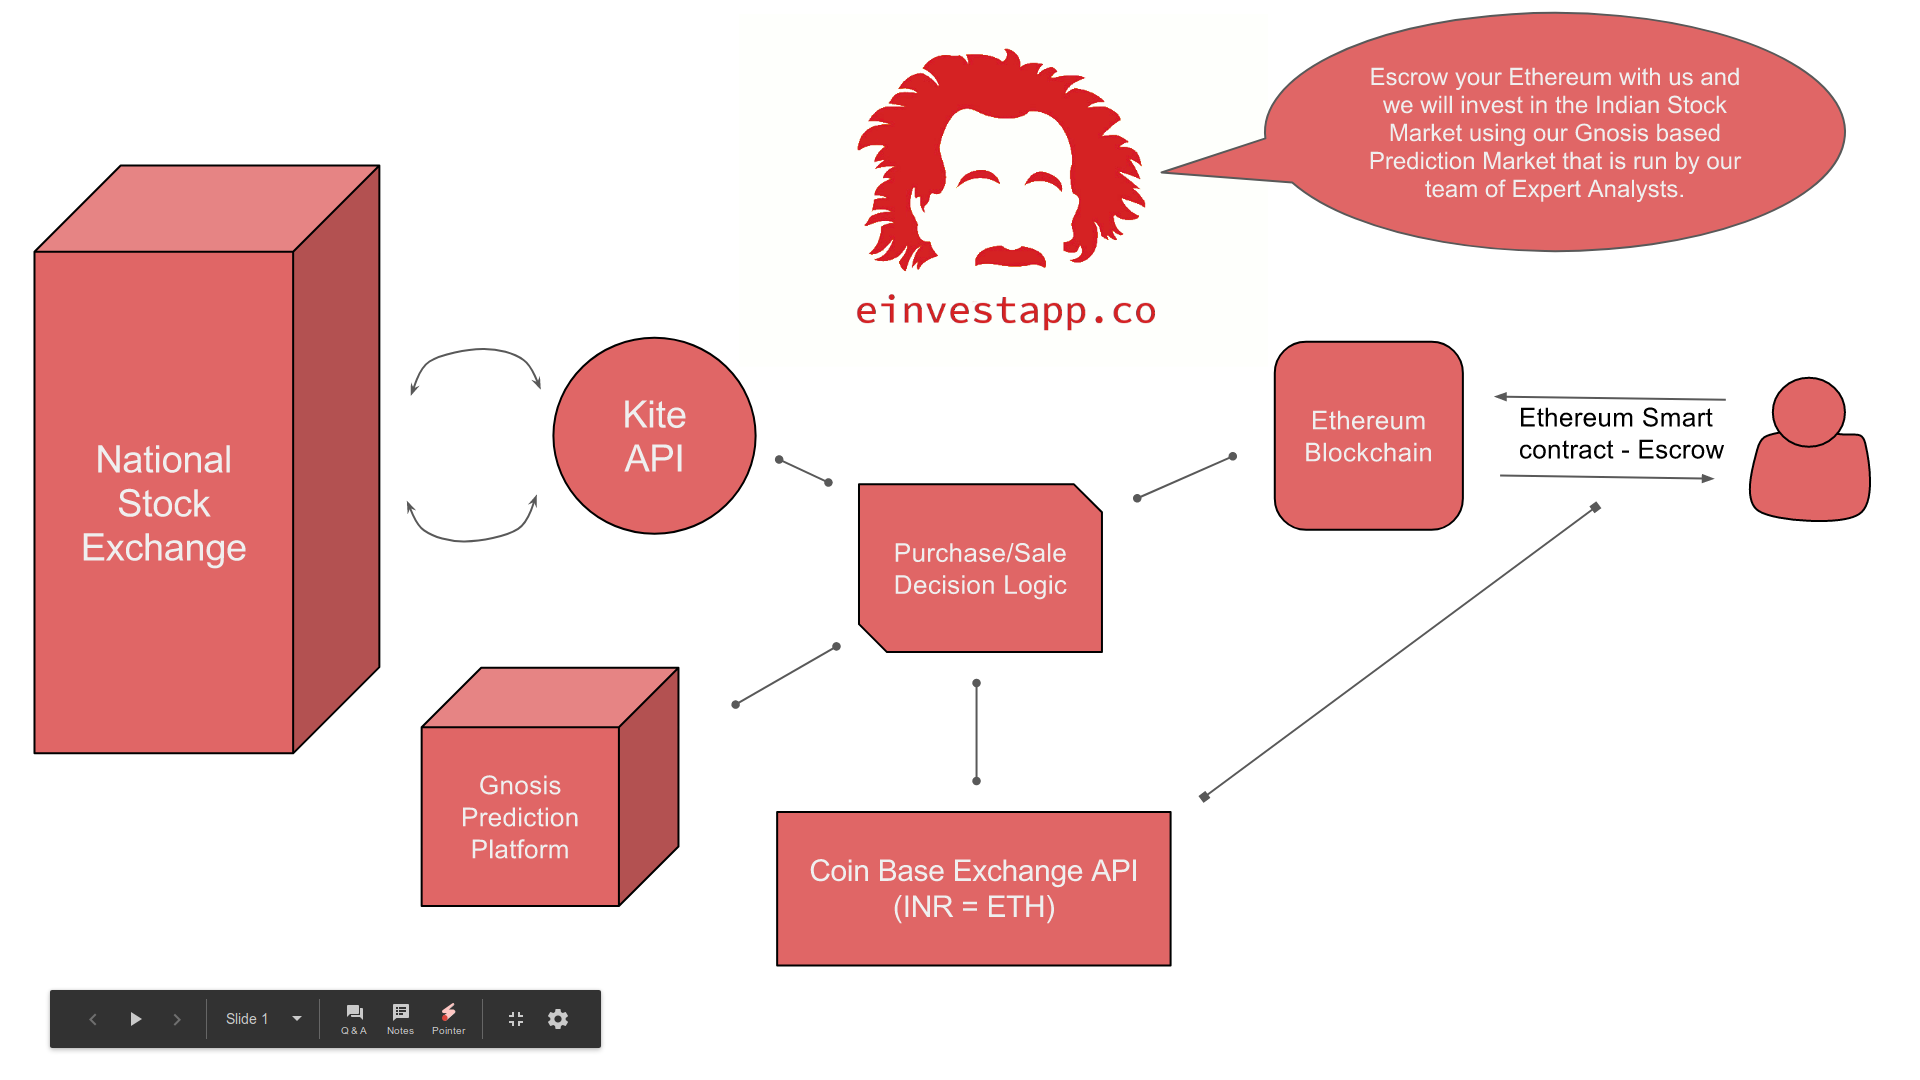 Escrow your Ethereum with us and
we will invest in the Indian Stock
Market using our Gnosis based
Prediction Market that is run by our
team of Expert Analysts.
einvestapp.co
National
Stock
Exchange
Kite
API
Ethereum
Blockchain
Ethereum Smart
contract - Escrow
Purchase/Sale
Decision Logic
Gnosis
Prediction
Platform
Coin Base Exchange API
(INR = ETH)
Slide 1
Q & A
Notes
Pointer